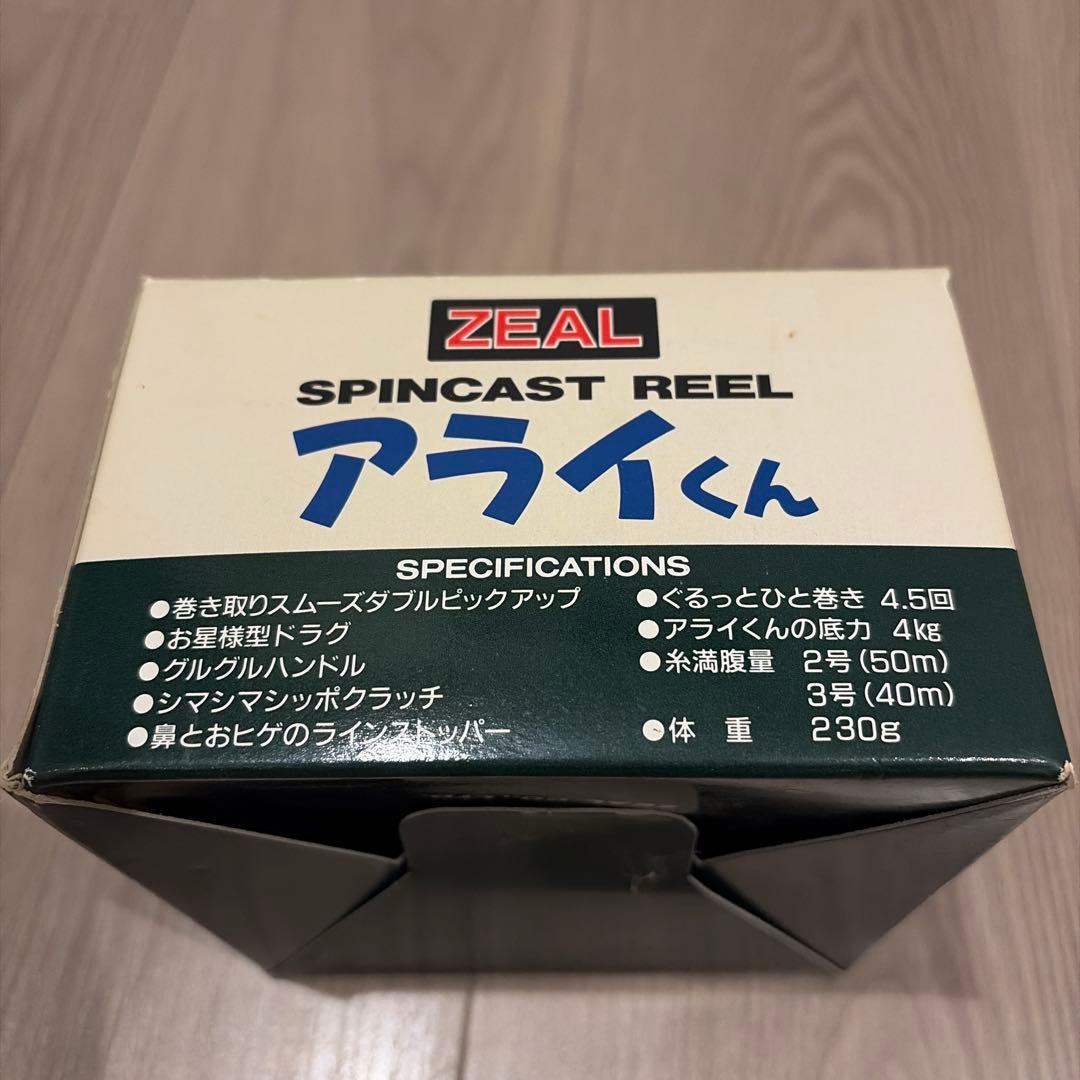 ZEAL
SPINCAST REEL
アライくん
SPECIFICATIONS
●巻き取りスムーズダブルピックアップ
●お星様型ドラグ
●グルグルハンドル
●シマシマシッポクラッチ
●鼻とおヒゲのラインストッパー
●ぐるっとひと巻き 4.5回
●アライくんの底力 4kg
●糸満腹量 2号(50m)
3号(40m)
●体 重 230g